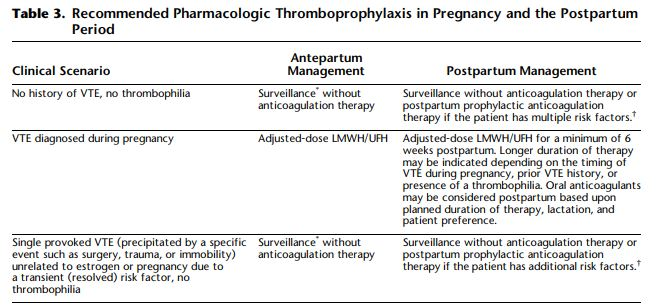 Table 3. Recommended Pharmacologic Thromboprophylaxis in Pregnancy and the Postpartum
Period
Clinical Scenario
Antepartum
Management
Postpartum Management
No history of VTE, no thrombophilia
Surveillance* without
anticoagulation therapy
Surveillance without anticoagulation therapy or
postpartum prophylactic anticoagulation
therapy if the patient has multiple risk factors.†
VTE diagnosed during pregnancy
Adjusted-dose LMWH/UFH
Adjusted-dose LMWH/UFH for a minimum of 6
weeks postpartum. Longer duration of therapy
may be indicated depending on the timing of
VTE during pregnancy, prior VTE history, or
presence of a thrombophilia. Oral anticoagulants
may be considered postpartum based upon
planned duration of therapy, lactation, and
patient preference.
Single provoked VTE (precipitated by a specific
event such as surgery, trauma, or immobility)
unrelated to estrogen or pregnancy due to
a transient (resolved) risk factor, no
thrombophilia
Surveillance* without
anticoagulation therapy
Surveillance without anticoagulation therapy or
postpartum prophylactic anticoagulation
therapy if the patient has additional risk factors.†